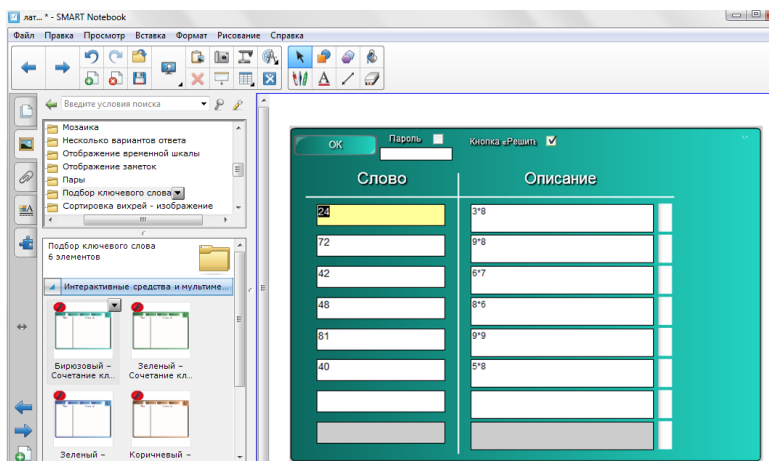 лат... * - SMART Notebook
Файл Правка Просмотр Вставка Формат Рисование Справка
Введите условия поиска
Мозаика
Несколько вариантов ответа
Отображение временной шкалы
Отображение заметок
Пары
Подбор ключевого слова
Сортировка вихрей - изображение
Подбор ключевого слова
6 элементов
Интерактивные средства и мультиме...
Бирюзовый –
Сочетание кл...
Зеленый –
Сочетание кл...
Зеленый –
Коричневый –
OK
Пароль
Кнопка «Решить
Слово Описание
24 3*8
72 9*8
42 6*7
48 8*6
81 9*9
40 5*8